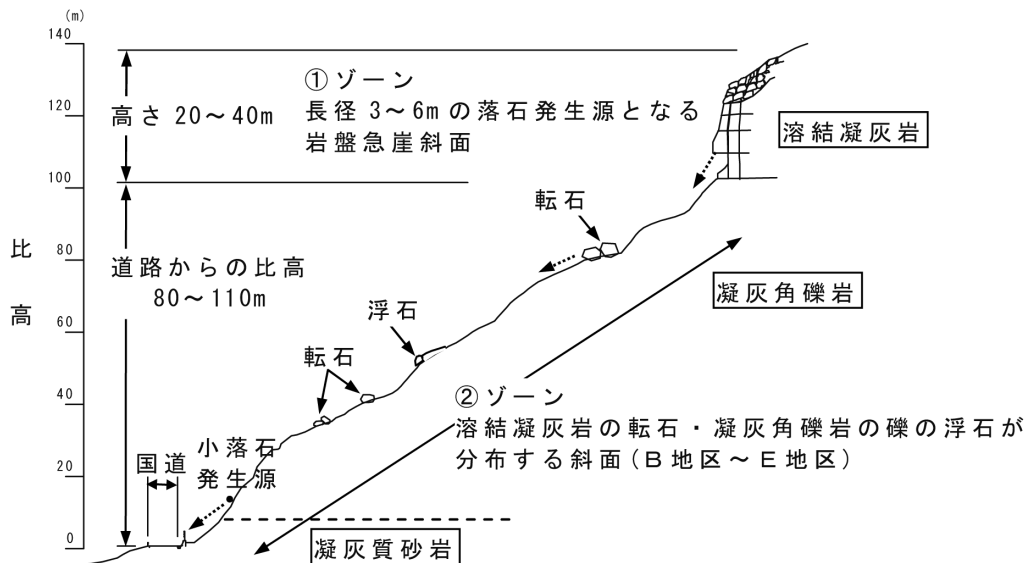 (m)
140
120
100
80
60
40
20
0
比高
高さ 20～40m
①ゾーン
長径 3～6m の落石発生源となる
岩盤急崖斜面
溶結凝灰岩
転石
道路からの比高
80～110m
凝灰角礫岩
浮石
転石
②ゾーン
溶結凝灰岩の転石・凝灰角礫岩の礫の浮石が
分布する斜面(B地区～E地区)
小落石
発生源
国道
凝灰質砂岩